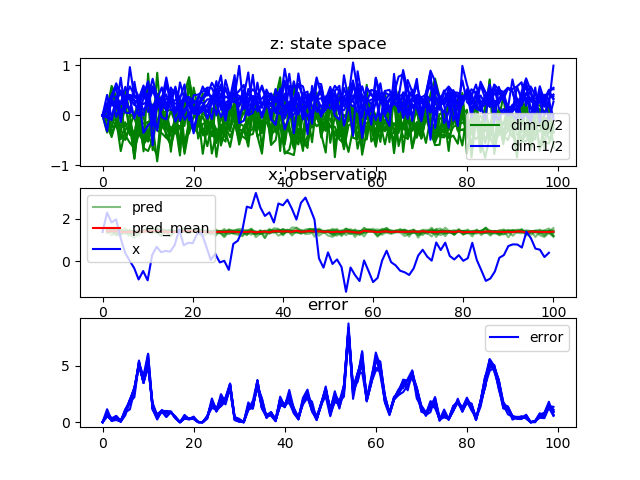 z: state space
1
0
−1
dim-0/2
dim-1/2
0 20 40 60 80 100
x: observation
2
0
pred
pred_mean
x
0 20 40 60 80 100
error
5
0
error
0 20 40 60 80 100